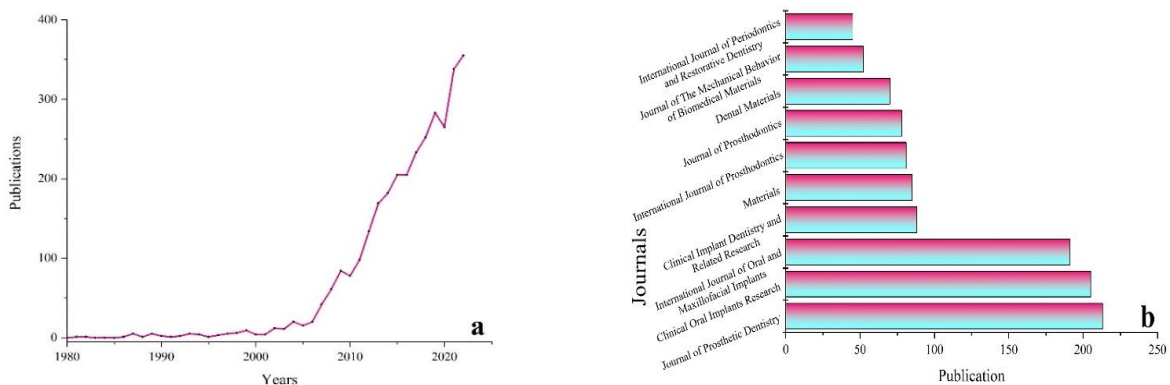 400
300
200
100
0
Publications
1980
1990
2000
2010
2020
Years
a
International Journal of Periodontics
and Restorative Dentistry
Journal of The Mechanical Behavior
of Biomedical Materials
Dental Materials
Journal of Prosthodontics
International Journal of Prosthodontics
Materials
Clinical Implant Dentistry and
Related Research
International Journal of Oral and
Maxillofacial Implants
Clinical Oral Implants Research
Journal of Prosthetic Dentistry
Journals
0
50
100
150
200
250
Publication
b